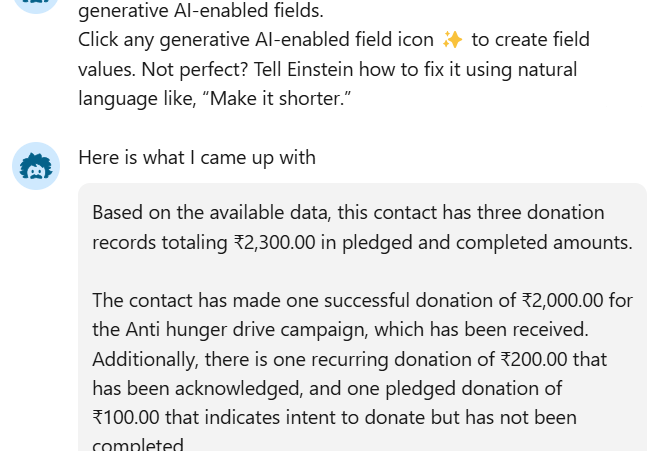 generative AI-enabled fields.
Click any generative AI-enabled field icon ✨ to create field
values. Not perfect? Tell Einstein how to fix it using natural
language like, “Make it shorter.”
Here is what I came up with
Based on the available data, this contact has three donation
records totaling ₹2,300.00 in pledged and completed amounts.
The contact has made one successful donation of ₹2,000.00 for
the Anti hunger drive campaign, which has been received.
Additionally, there is one recurring donation of ₹200.00 that
has been acknowledged, and one pledged donation of
₹100.00 that indicates intent to donate but has not been
completed